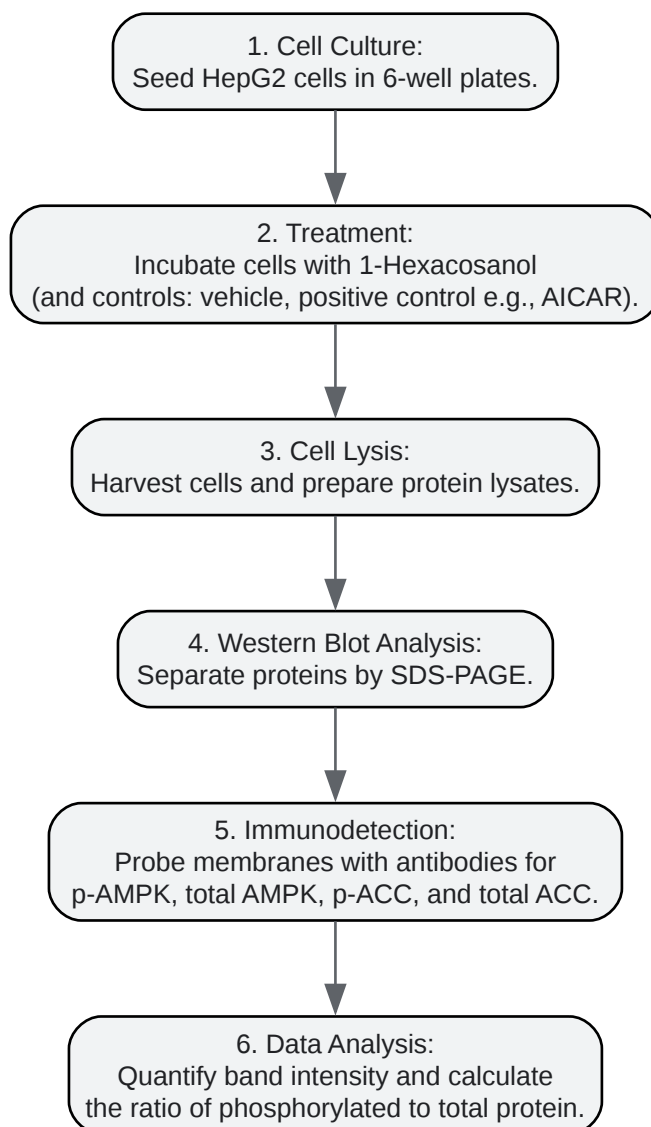 1. Cell Culture:
Seed HepG2 cells in 6-well plates.
2. Treatment:
Incubate cells with 1-Hexacosanol
(and controls: vehicle, positive control e.g., AICAR).
3. Cell Lysis:
Harvest cells and prepare protein lysates.
4. Western Blot Analysis:
Separate proteins by SDS-PAGE.
5. Immunodetection:
Probe membranes with antibodies for
p-AMPK, total AMPK, p-ACC, and total ACC.
6. Data Analysis:
Quantify band intensity and calculate
the ratio of phosphorylated to total protein.